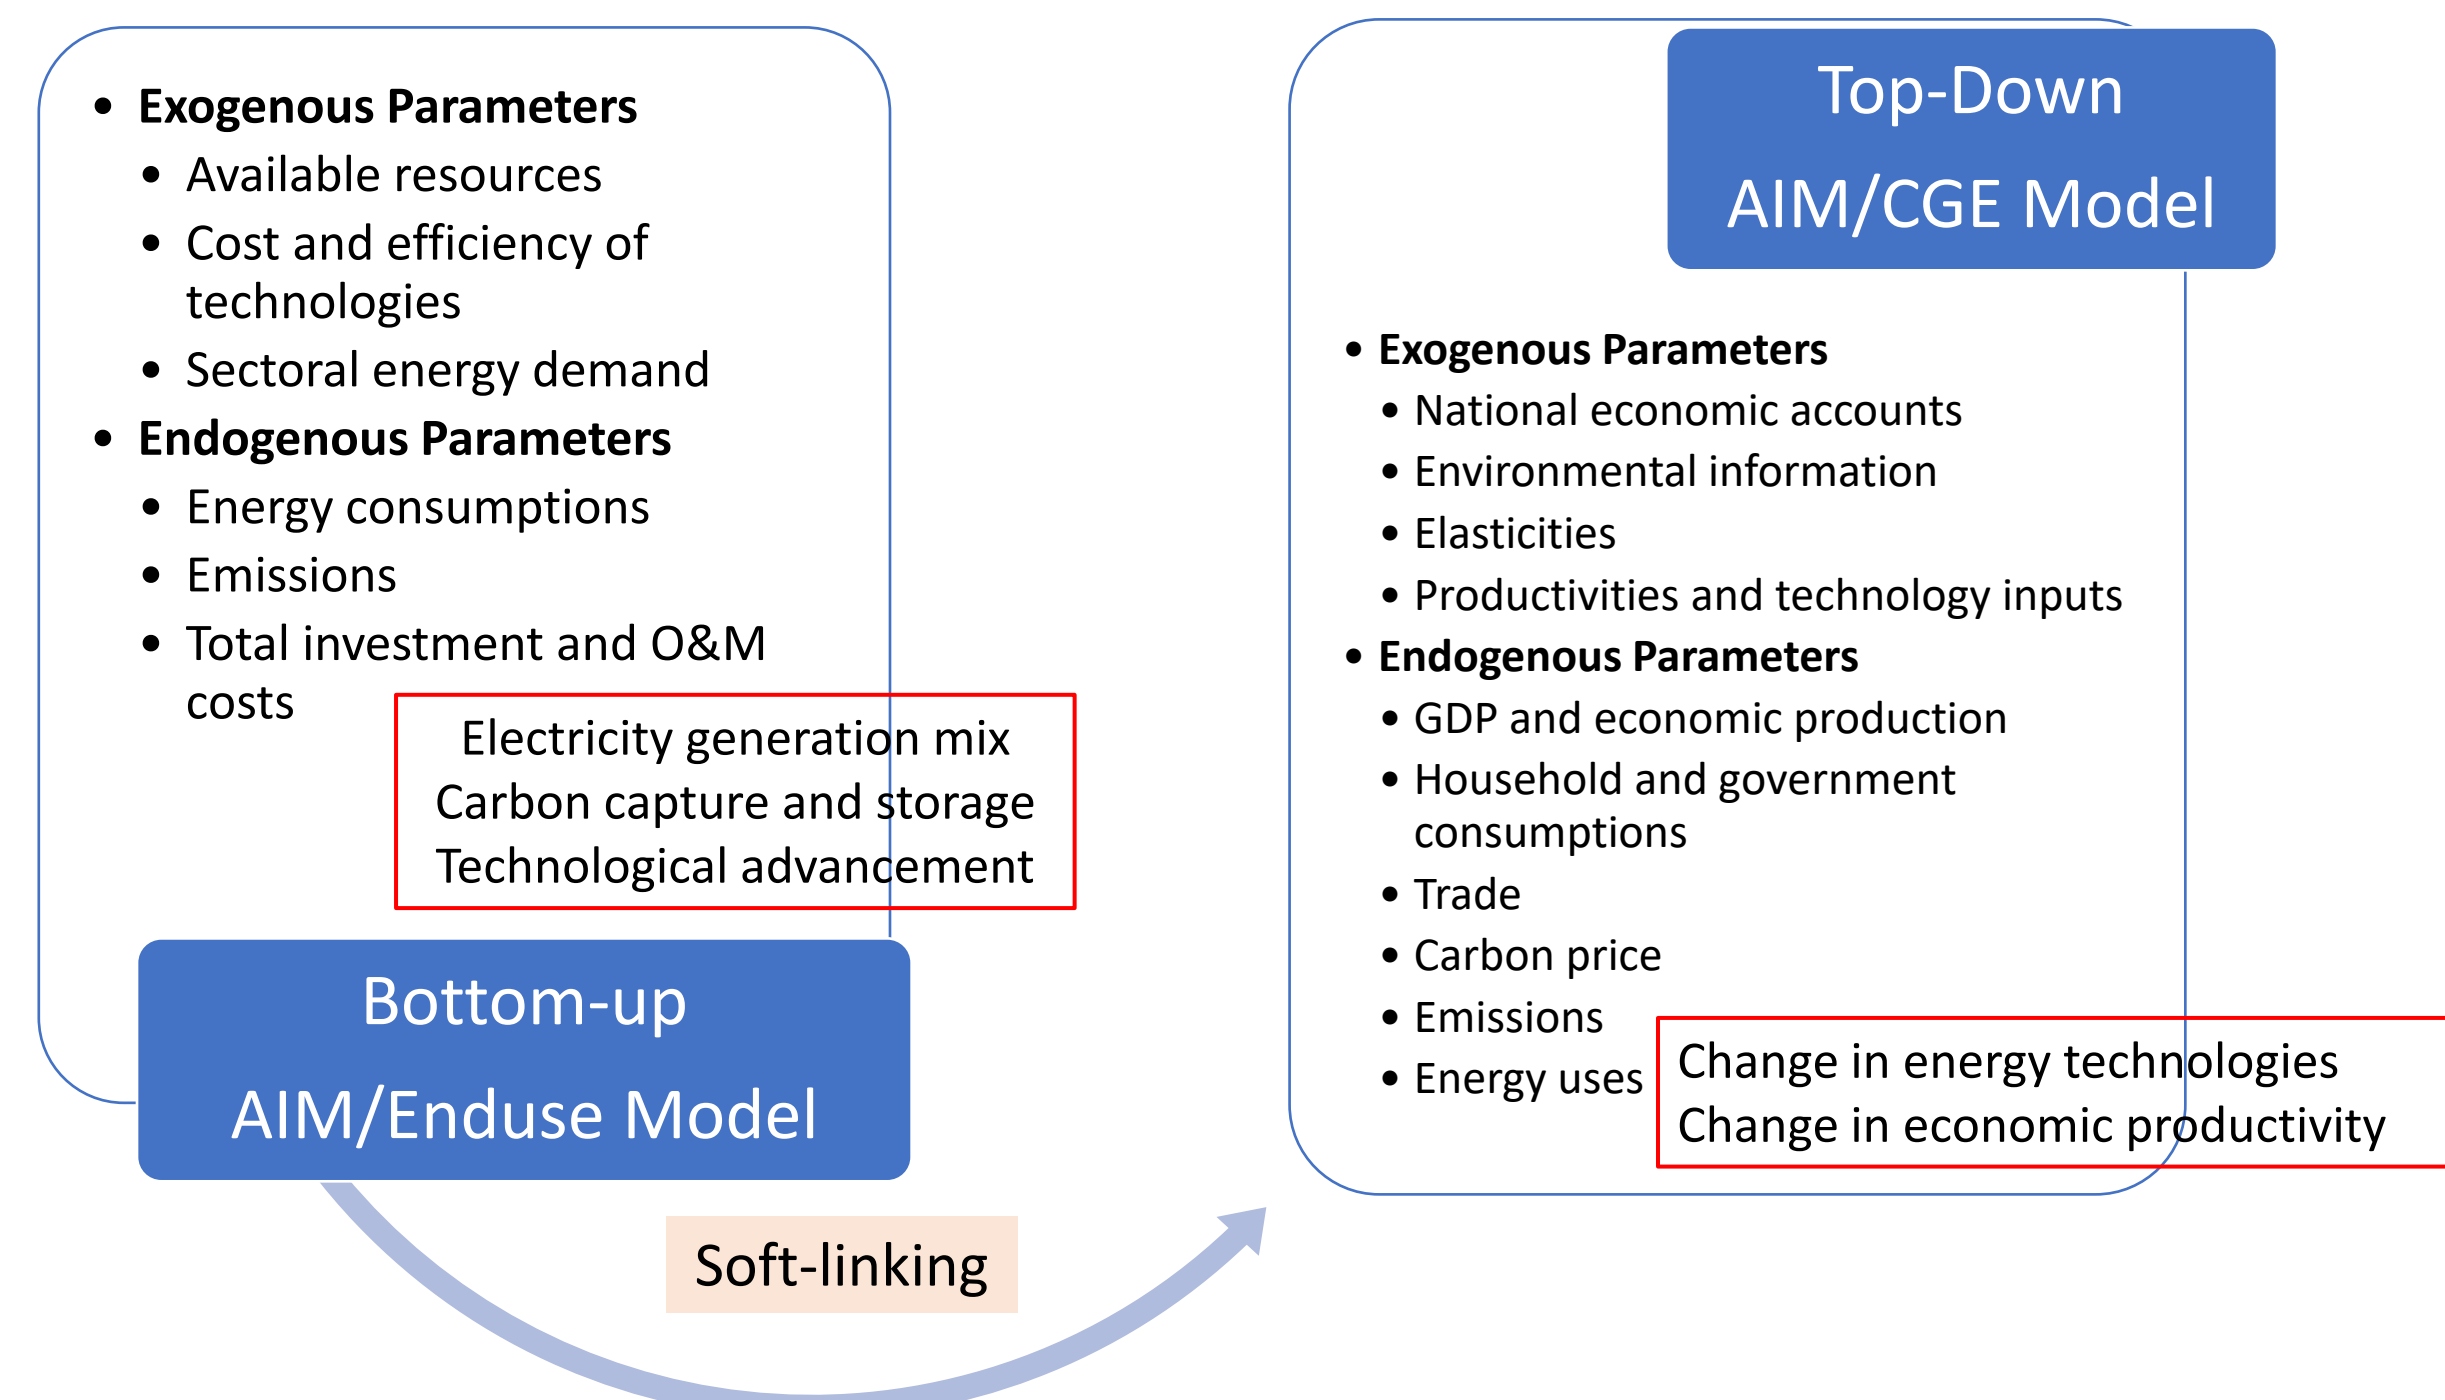 • Exogenous Parameters
• Available resources
• Cost and efficiency of
technologies
• Sectoral energy demand
• Endogenous Parameters
• Energy consumptions
• Emissions
• Total investment and O&M
costs
Electricity generation mix
Carbon capture and storage
Technological advancement
Bottom-up
AIM/Enduse Model
Soft-linking
Top-Down
AIM/CGE Model
• Exogenous Parameters
• National economic accounts
• Environmental information
• Elasticities
• Productivities and technology inputs
• Endogenous Parameters
• GDP and economic production
• Household and government
consumptions
• Trade
• Carbon price
• Emissions
• Energy uses
Change in energy technologies
Change in economic productivity